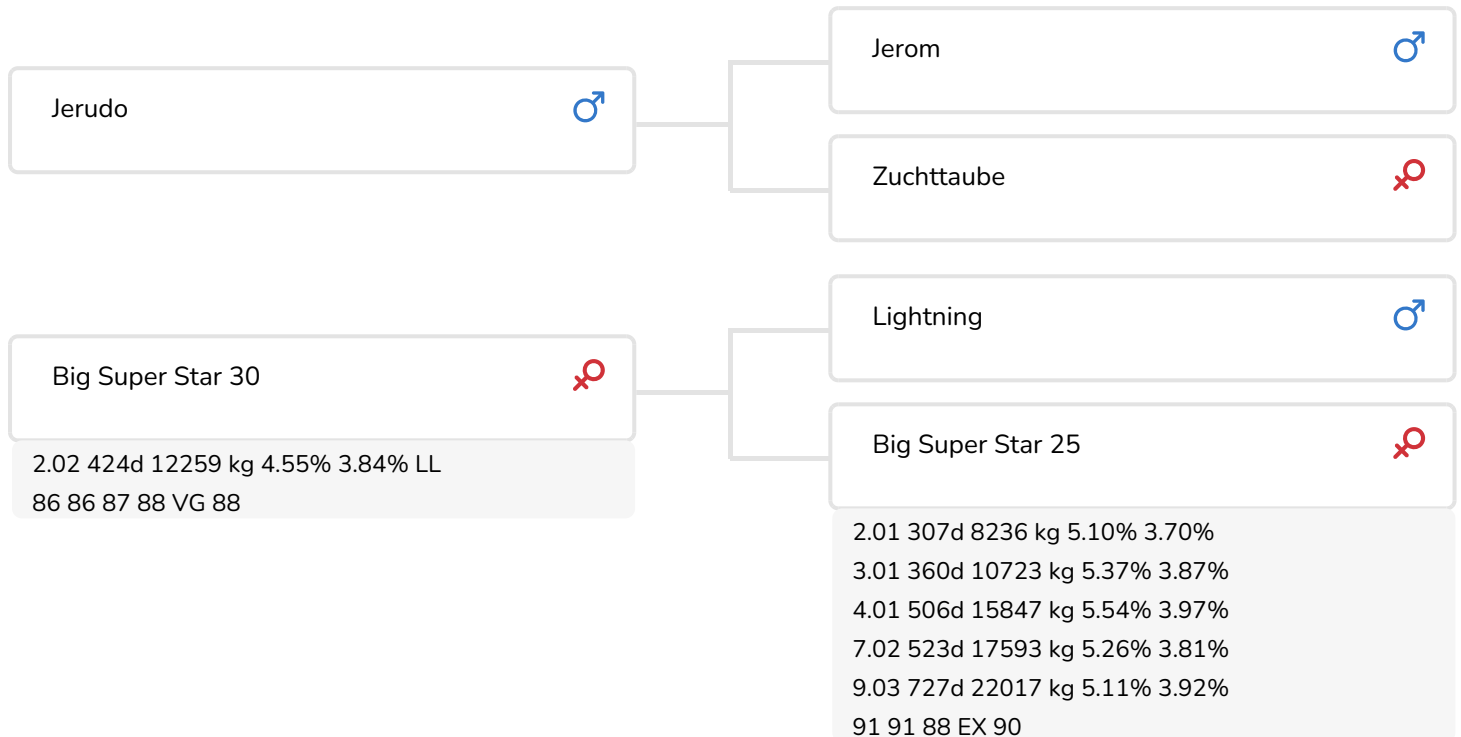 Jerudo
Jerom
Zuchttaube
Big Super Star 30
2.02 424d 12259 kg 4.55% 3.84% LL
86 86 87 88 VG 88
Lightning
Big Super Star 25
2.01 307d 8236 kg 5.10% 3.70%
3.01 360d 10723 kg 5.37% 3.87%
4.01 506d 15847 kg 5.54% 3.97%
7.02 523d 17593 kg 5.26% 3.81%
9.03 727d 22017 kg 5.11% 3.92%
91 91 88 EX 90